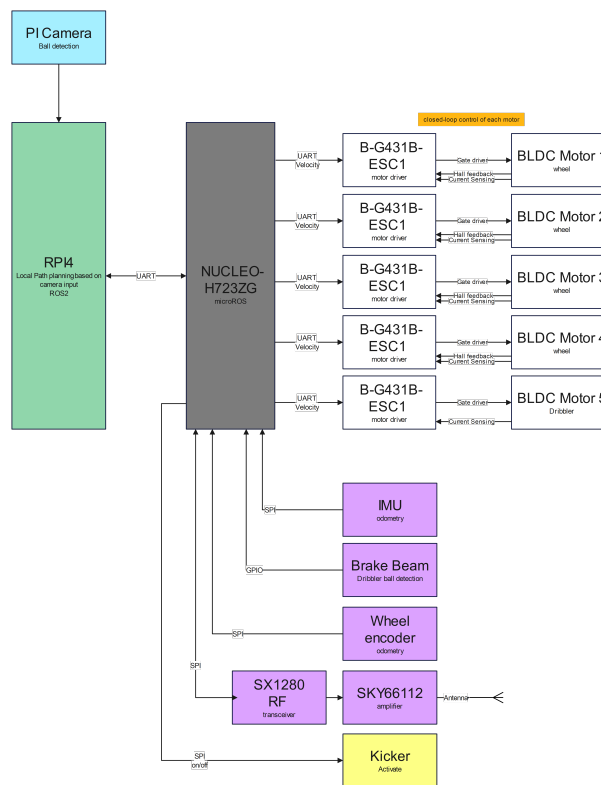 PI Camera
Ball detection
closed-loop control of each motor
RPI4
Local Path planningbased on
camera input
ROS2
UART
NUCLEO-
H723ZG
microROS
UART
Velocity
B-G431B-
ESC1
motor driver
Gate driver
Hall feedback
Current Sensing
BLDC Motor 1
wheel
UART
Velocity
B-G431B-
ESC1
motor driver
Gate driver
Hall feedback
Current Sensing
BLDC Motor 2
wheel
UART
Velocity
B-G431B-
ESC1
motor driver
Gate driver
Hall feedback
Current Sensing
BLDC Motor 3
wheel
UART
Velocity
B-G431B-
ESC1
motor driver
Gate driver
Hall feedback
Current Sensing
BLDC Motor 4
wheel
UART
Velocity
B-G431B-
ESC1
motor driver
Gate driver
Current Sensing
BLDC Motor 5
Dribbler
SPI
IMU
odometry
GPIO
Brake Beam
Dribbler ball detection
SPI
Wheel
encoder
odometry
SPI
SX1280
RF
transceiver
SKY66112
amplifier
Antenna
SPI
on/off
Kicker
Activate